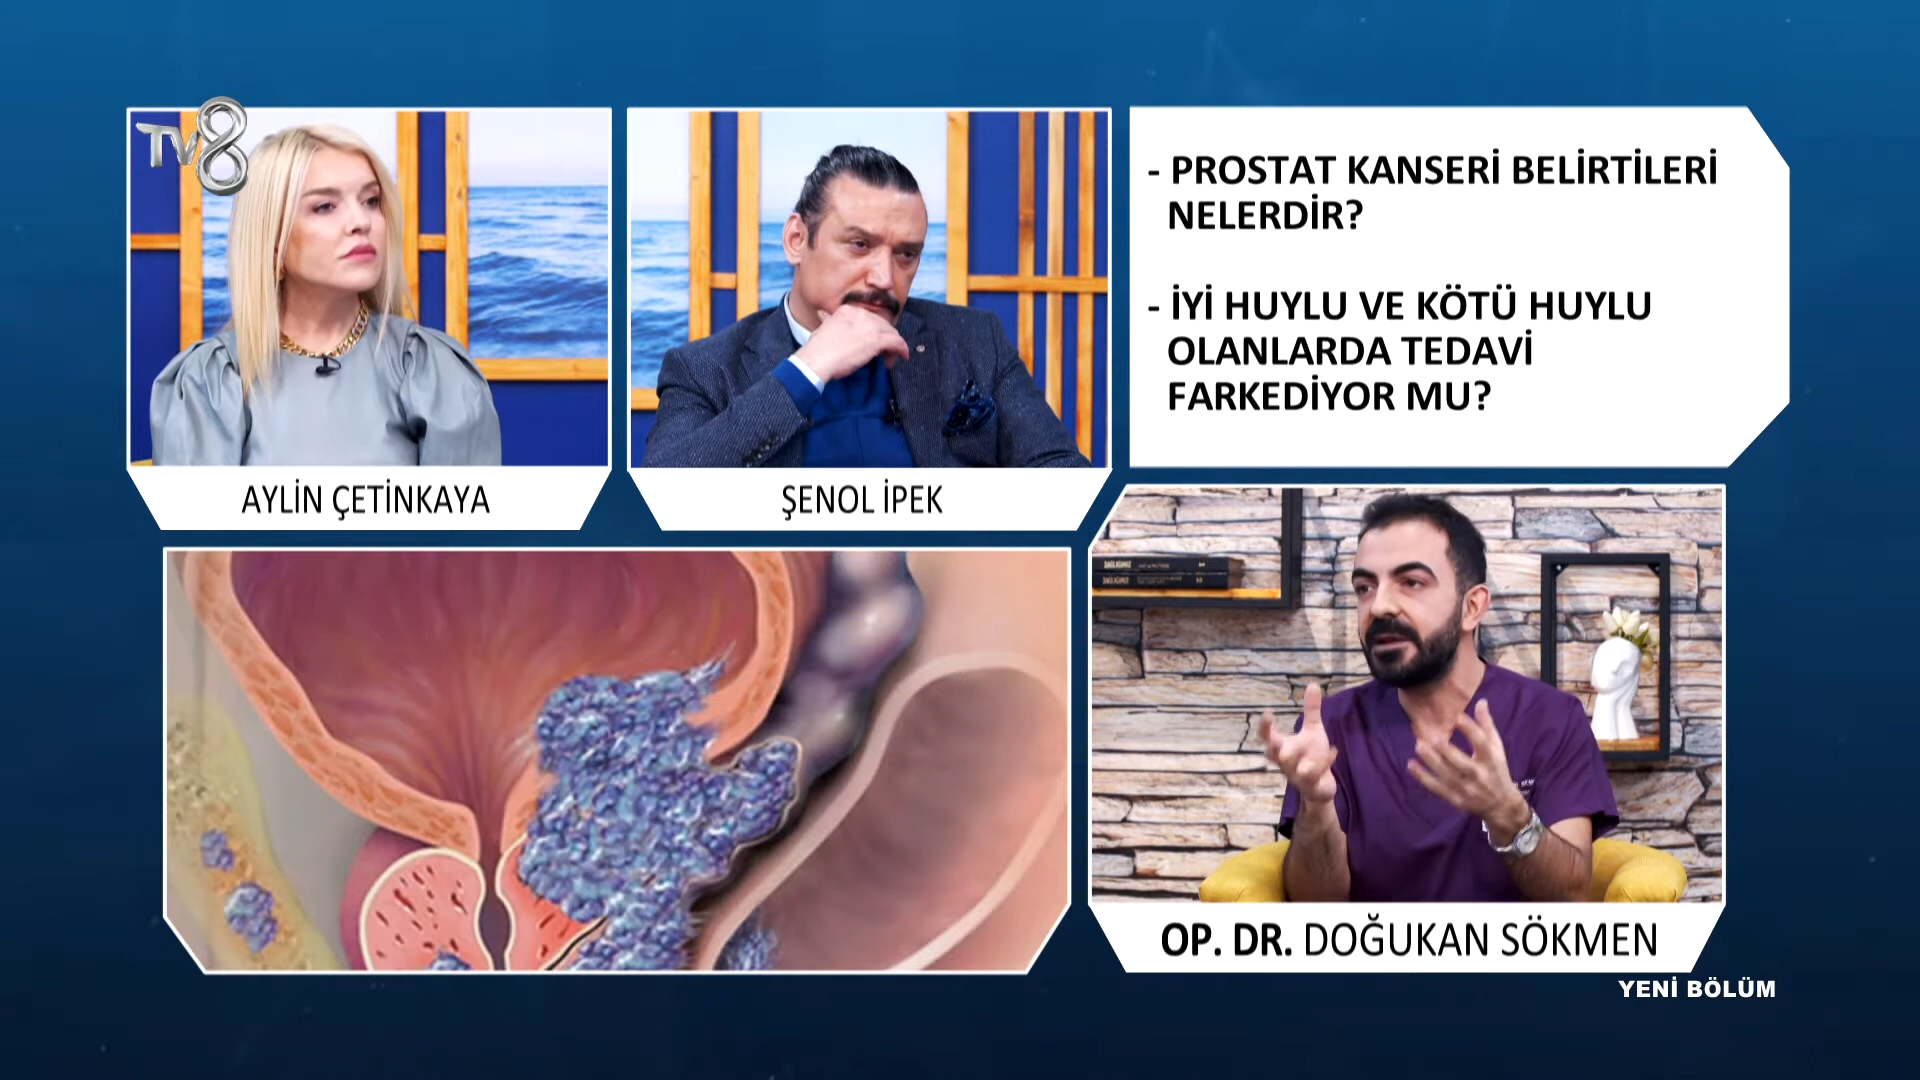 TV8
- PROSTAT KANSERİ BELİRTİLERİ
NELERDİR?
- İYİ HUYLU VE KÖTÜ HUYLU
OLANLARDA TEDAVİ
FARKEDİYOR MU?
AYLİN ÇETİNKAYA
ŞENOL İPEK
OP. DR. DOĞUKAN SÖKMEN
YENİ BÖLÜM